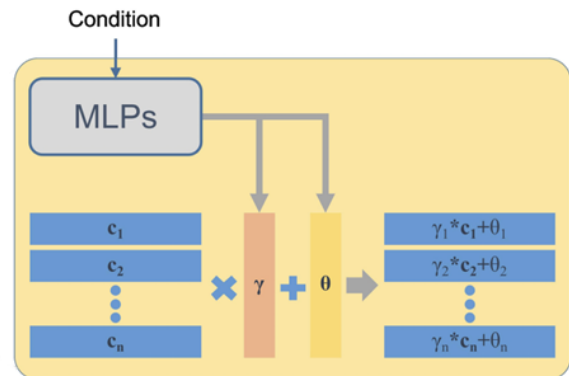 Condition
MLPs
c₁
γ₁*c₁+θ₁
c₂
γ₂*c₂+θ₂
× γ + θ
cₙ
γₙ*cₙ+θₙ